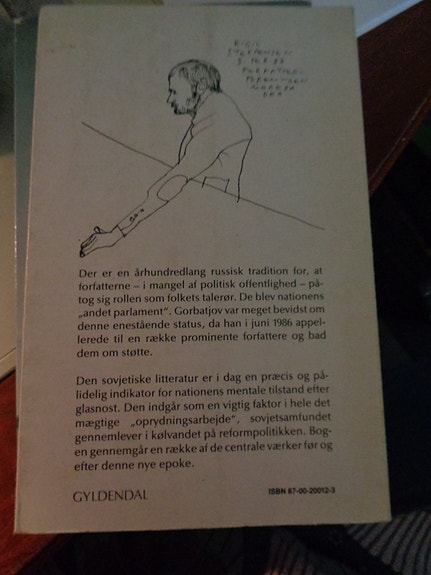 EIGIL
STEFFENSEN
Der er en århundredlang russisk tradition for, at
forfatterne – i mangel af politisk offentlighed – på-
tog sig rollen som folkets talerør. De blev nationens
„andet parlament“. Gorbatjov var meget bevidst om
denne enestående status, da han i juni 1986 appel-
lerede til en række prominente forfattere og bad
dem om støtte.
Den sovjetiske litteratur er i dag en præcis og på-
lidelig indikator for nationens mentale tilstand efter
glasnost. Den indgår som en vigtig faktor i hele det
mægtige „oprydningsarbejde“, sovjetsamfundet
gennemlever i kølvandet på reformpolitikken. Bog-
en gennemgår en række af de centrale værker før og
efter denne nye epoke.
GYLDENDAL
ISBN 87-00-20012-3